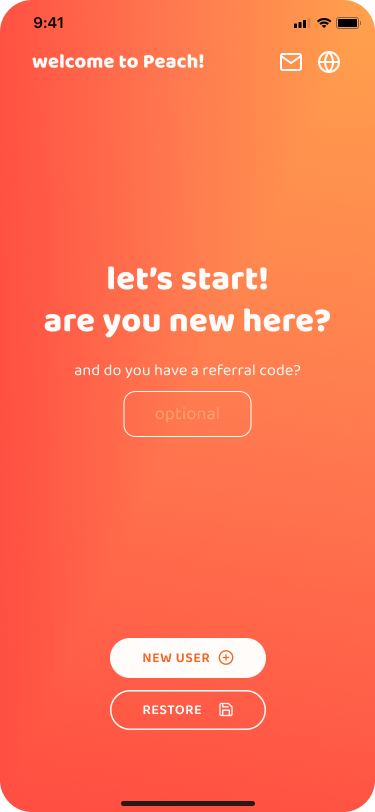 9:41
welcome to Peach!
let's start!
are you new here?
and do you have a referral code?
optional
NEW USER
RESTORE